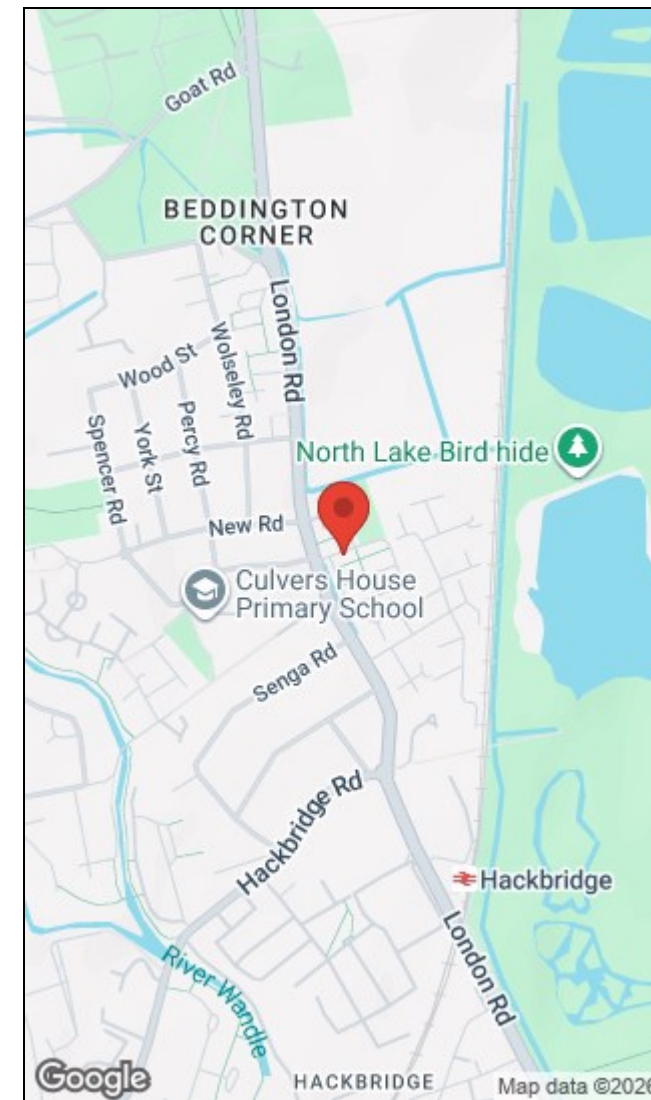 Goat Rd
BEDDINGTON
CORNER
London Rd
Wood St
Wolseley Rd
Percy Rd
York St
Spencer Rd
North Lake Bird hide
New Rd
Culvers House
Primary School
Senga Rd
Hackbridge Rd
Hackbridge
London Rd
River Wandle
HACKBRIDGE
Google
Map data ©2026